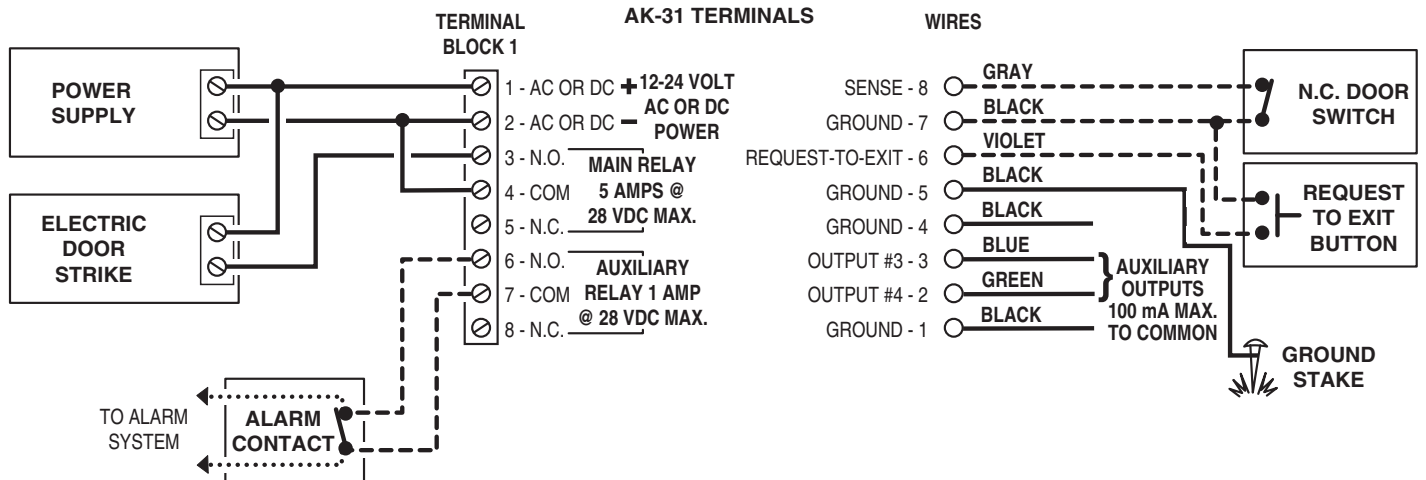 AK-31 TERMINALS
TERMINAL
BLOCK 1
WIRES
POWER
SUPPLY
ELECTRIC
DOOR
STRIKE
1 - AC OR DC +
2 - AC OR DC –
12-24 VOLT
AC OR DC
POWER
3 - N.O.
4 - COM
5 - N.C.
MAIN RELAY
5 AMPS @
28 VDC MAX.
6 - N.O.
7 - COM
8 - N.C.
AUXILIARY
RELAY 1 AMP
@ 28 VDC MAX.
TO ALARM
SYSTEM
ALARM
CONTACT
SENSE - 8
GRAY
GROUND - 7
BLACK
REQUEST-TO-EXIT - 6
VIOLET
GROUND - 5
BLACK
GROUND - 4
BLACK
OUTPUT #3 - 3
BLUE
OUTPUT #4 - 2
GREEN
GROUND - 1
BLACK
AUXILIARY
OUTPUTS
100 mA MAX.
TO COMMON
N.C. DOOR
SWITCH
REQUEST
TO EXIT
BUTTON
GROUND
STAKE